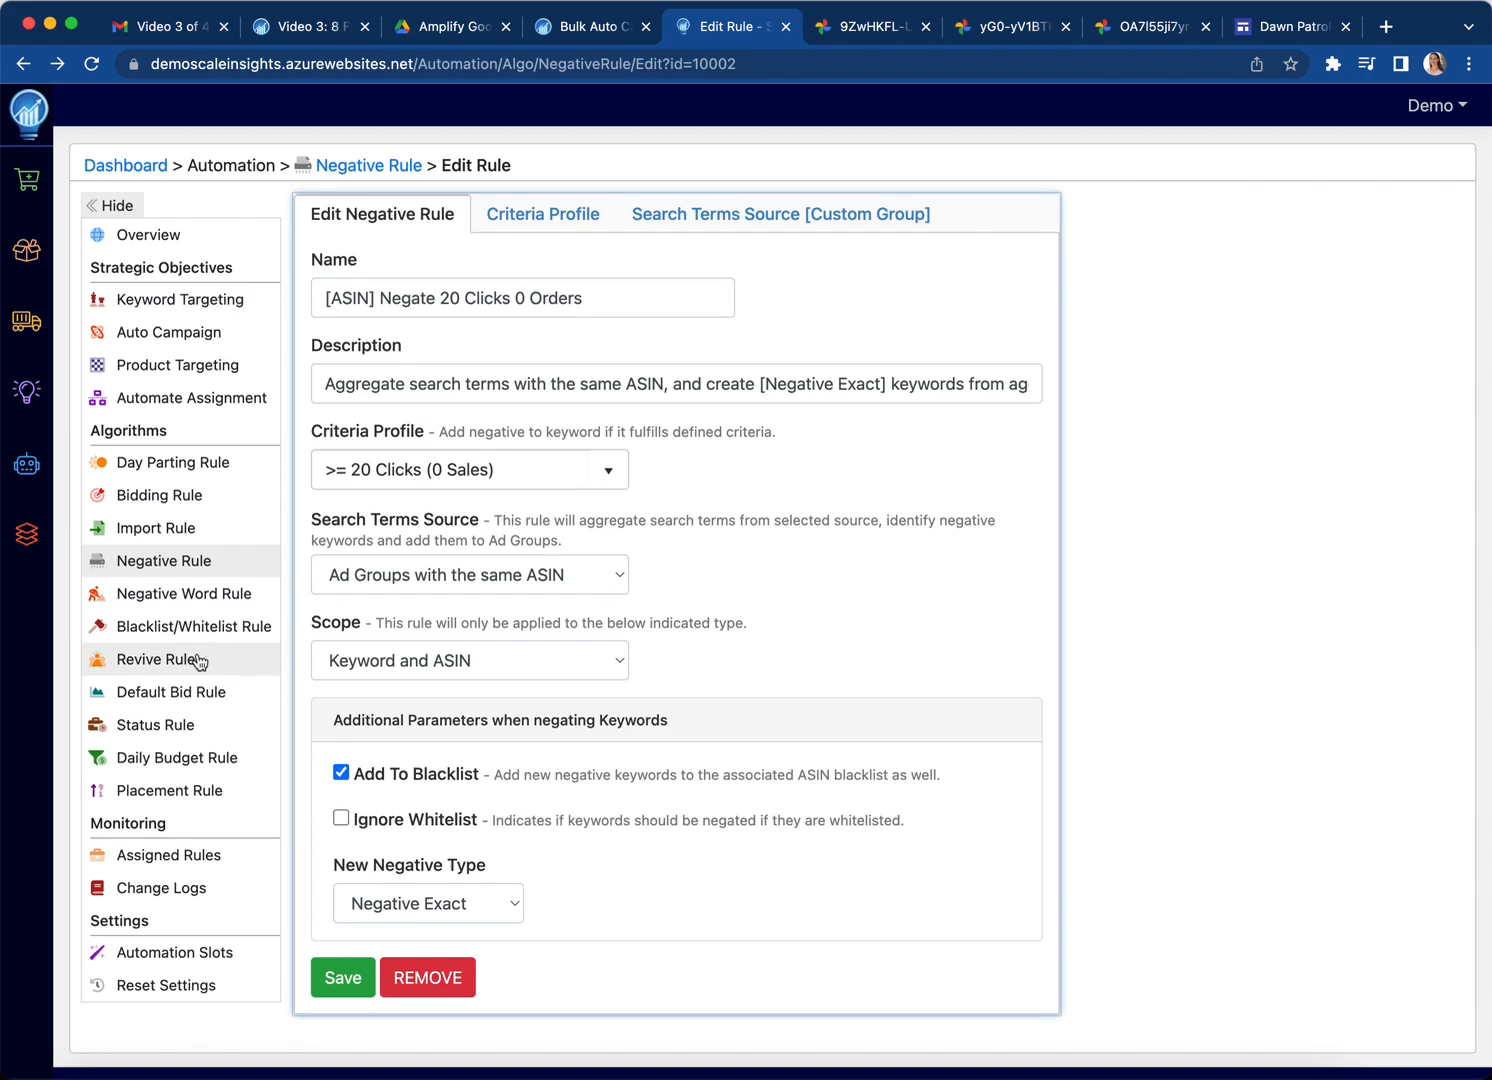 Video 3 of 4
Video 3: 8 F
Amplify Goo
Bulk Auto C
Edit Rule - S
9ZwHKFL-U
yG0-yV1BT
OA7l55ji7y
Dawn Patro
demoscaleinsights.azurewebsites.net/Automation/Algo/NegativeRule/Edit?id=10002
Demo
Dashboard > Automation > Negative Rule > Edit Rule
Hide
Overview
Strategic Objectives
Keyword Targeting
Auto Campaign
Product Targeting
Automate Assignment
Algorithms
Day Parting Rule
Bidding Rule
Import Rule
Negative Rule
Negative Word Rule
Blacklist/Whitelist Rule
Revive Rule
Default Bid Rule
Status Rule
Daily Budget Rule
Placement Rule
Monitoring
Assigned Rules
Change Logs
Settings
Automation Slots
Reset Settings
Edit Negative Rule
Criteria Profile
Search Terms Source [Custom Group]
Name
[ASIN] Negate 20 Clicks 0 Orders
Description
Aggregate search terms with the same ASIN, and create [Negative Exact] keywords from ag
Criteria Profile - Add negative to keyword if it fulfills defined criteria.
>= 20 Clicks (0 Sales)
Search Terms Source - This rule will aggregate search terms from selected source, identify negative
keywords and add them to Ad Groups.
Ad Groups with the same ASIN
Scope - This rule will only be applied to the below indicated type.
Keyword and ASIN
Additional Parameters when negating Keywords
Add To Blacklist - Add new negative keywords to the associated ASIN blacklist as well.
Ignore Whitelist - Indicates if keywords should be negated if they are whitelisted.
New Negative Type
Negative Exact
Save
REMOVE